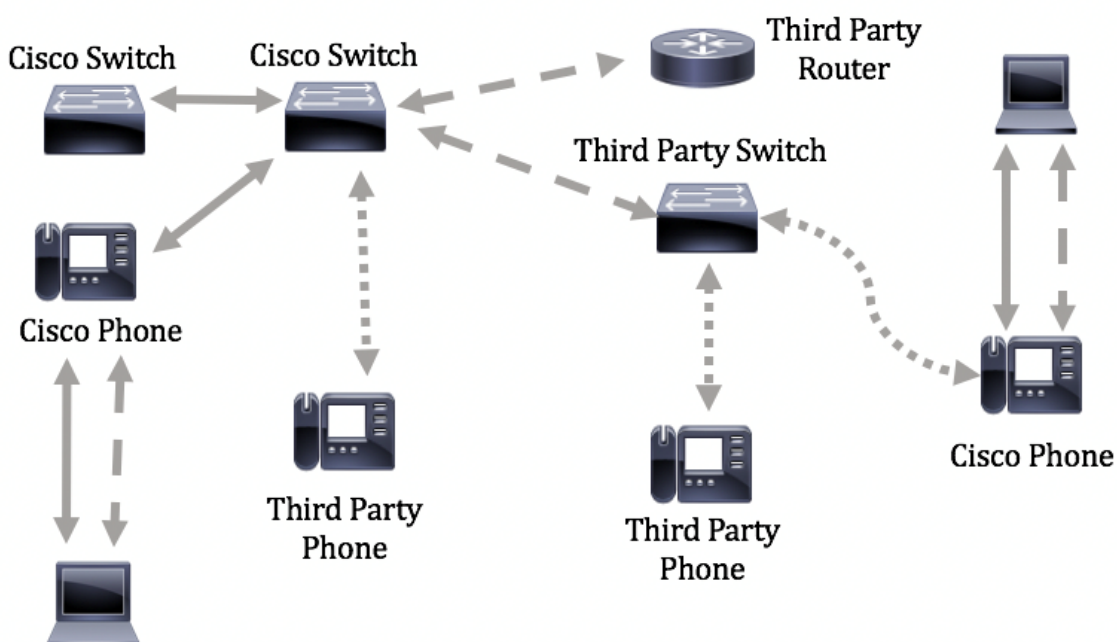 Cisco Switch
Cisco Switch
Third Party
Router
Third Party Switch
Cisco Phone
Third Party
Phone
Third Party
Phone
Cisco Phone